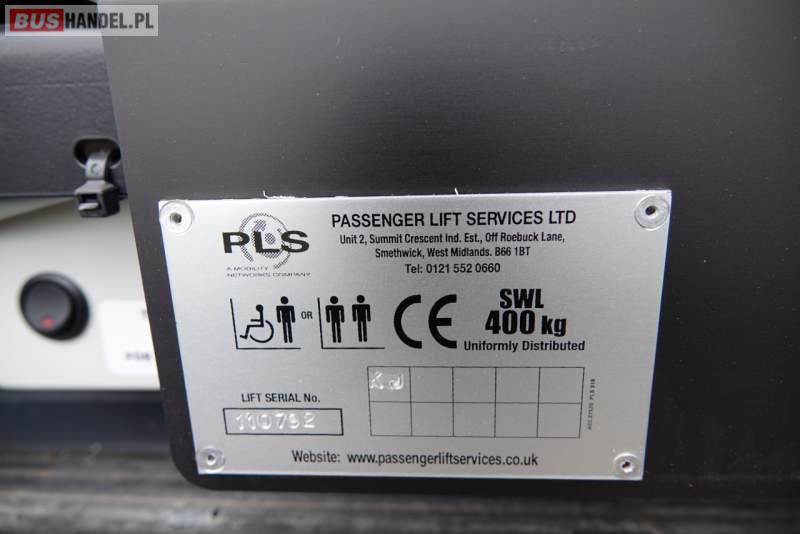 BUSHANDEL.PL
PLS
A MOBILITY
NETWORKS COMPANY
PASSENGER LIFT SERVICES LTD
Unit 2, Summit Crescent Ind. Est., Off Roebuck Lane,
Smethwick, West Midlands. B66 1BT
Tel: 0121 552 0660
OR
CE
SWL
400 kg
Uniformly Distributed
LIFT SERIAL No.
110792
Website: www.passengerliftservices.co.uk